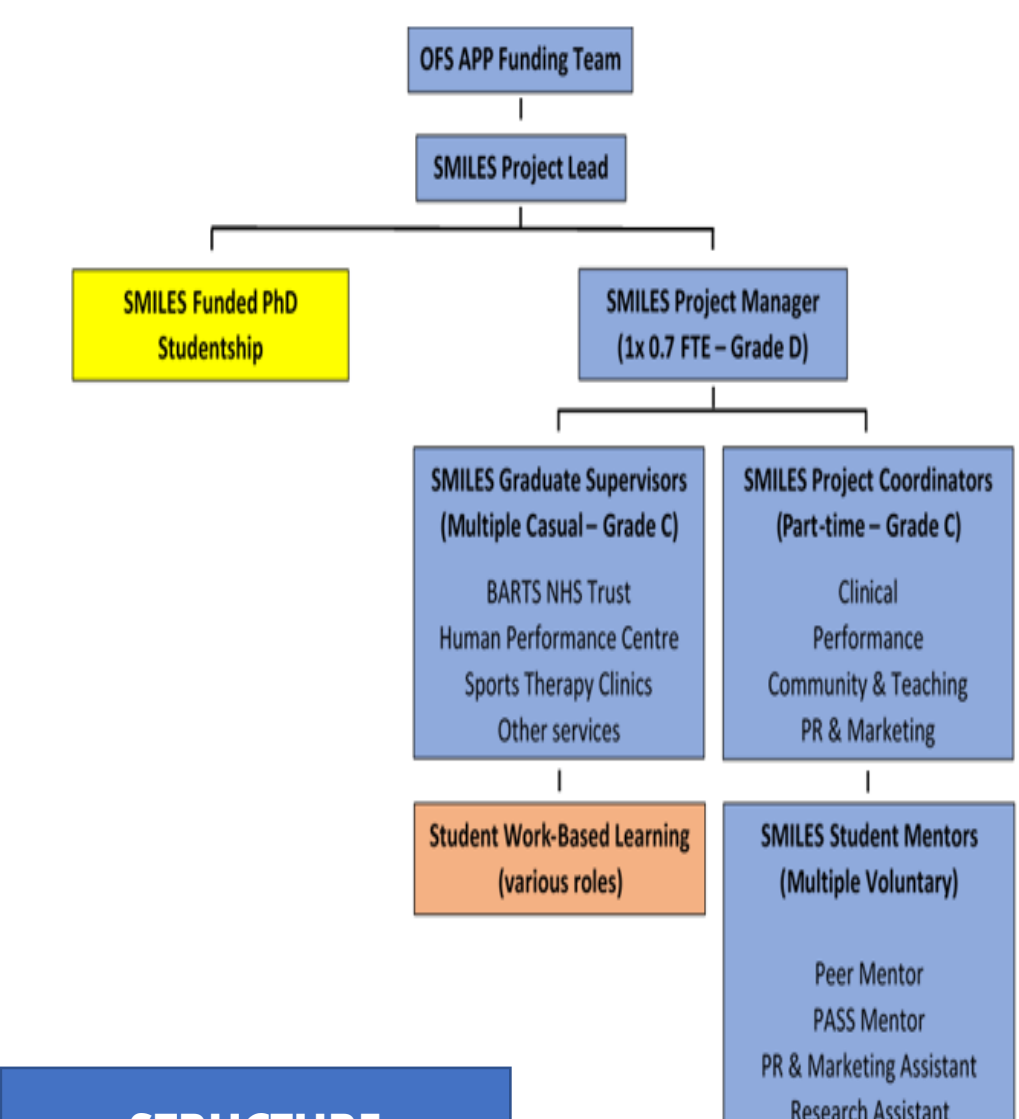 OFS APP Funding Team
SMILES Project Lead
SMILES Funded PhD
Studentship
SMILES Project Manager
(1x 0.7 FTE – Grade D)
SMILES Graduate Supervisors
(Multiple Casual – Grade C)
BARTS NHS Trust
Human Performance Centre
Sports Therapy Clinics
Other services
SMILES Project Coordinators
(Part-time – Grade C)
Clinical
Performance
Community & Teaching
PR & Marketing
Student Work-Based Learning
(various roles)
SMILES Student Mentors
(Multiple Voluntary)
Peer Mentor
PASS Mentor
PR & Marketing Assistant
Research Assistant
STRUCTURE